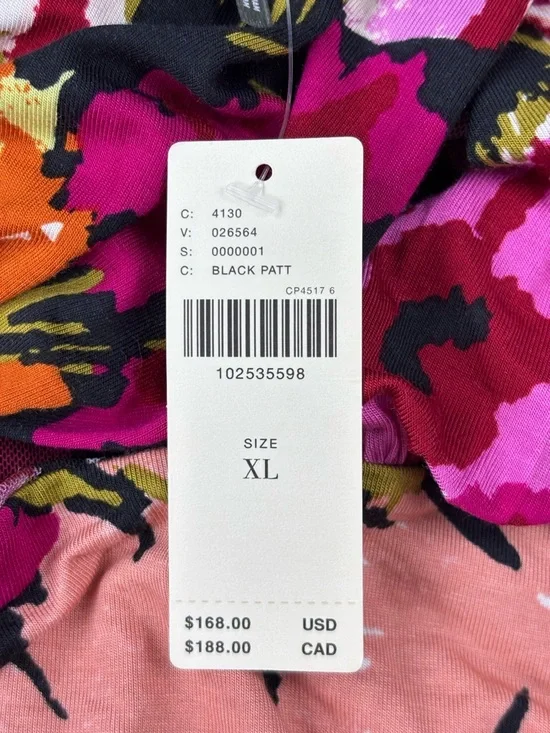 C: 4130
V: 026564
S: 0000001
C: BLACK PATT
CP4517 6
102535598
SIZE
XL
$168.00 USD
$188.00 CAD